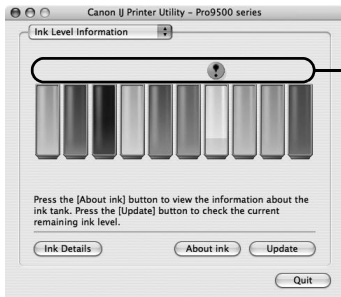 Canon IJ Printer Utility – Pro9500 series
Ink Level Information
!
Press the [About ink] button to view the information about the
ink tank. Press the [Update] button to check the current
remaining ink level.
Ink Details
About ink
Update
Quit